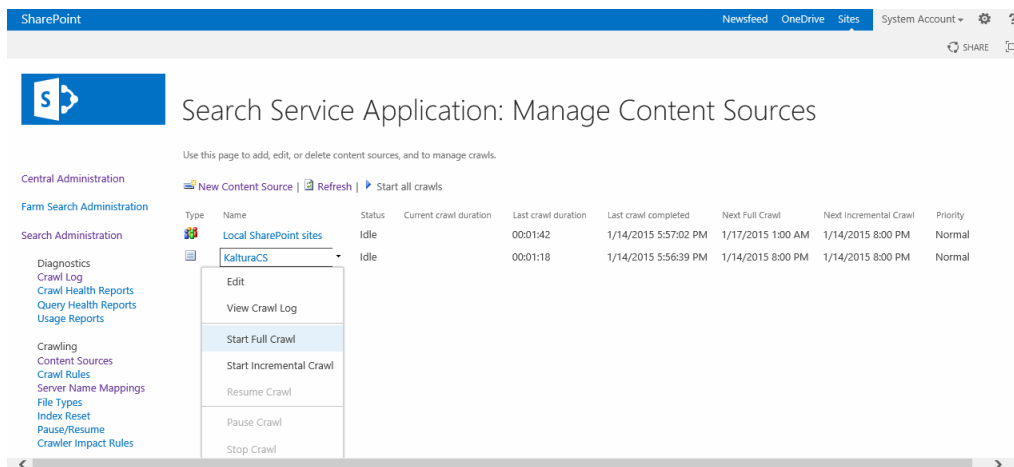 SharePoint Newsfeed OneDrive Sites System Account ?
SHARE
S
Search Service Application: Manage Content Sources
Use this page to add, edit, or delete content sources, and to manage crawls.
Central Administration
New Content Source | Refresh | Start all crawls
Farm Search Administration
Type Name Status Current crawl duration Last crawl duration Last crawl completed Next Full Crawl Next Incremental Crawl Priority
Search Administration
Local SharePoint sites Idle 00:01:42 1/14/2015 5:57:02 PM 1/17/2015 1:00 AM 1/14/2015 8:00 PM Normal
KalturaCS Idle 00:01:18 1/14/2015 5:56:39 PM 1/14/2015 8:00 PM 1/14/2015 8:00 PM Normal
Diagnostics
Crawl Log
Crawl Health Reports
Query Health Reports
Usage Reports
Crawling
Content Sources
Crawl Rules
Server Name Mappings
File Types
Index Reset
Pause/Resume
Crawler Impact Rules
Edit
View Crawl Log
Start Full Crawl
Start Incremental Crawl
Resume Crawl
Pause Crawl
Stop Crawl